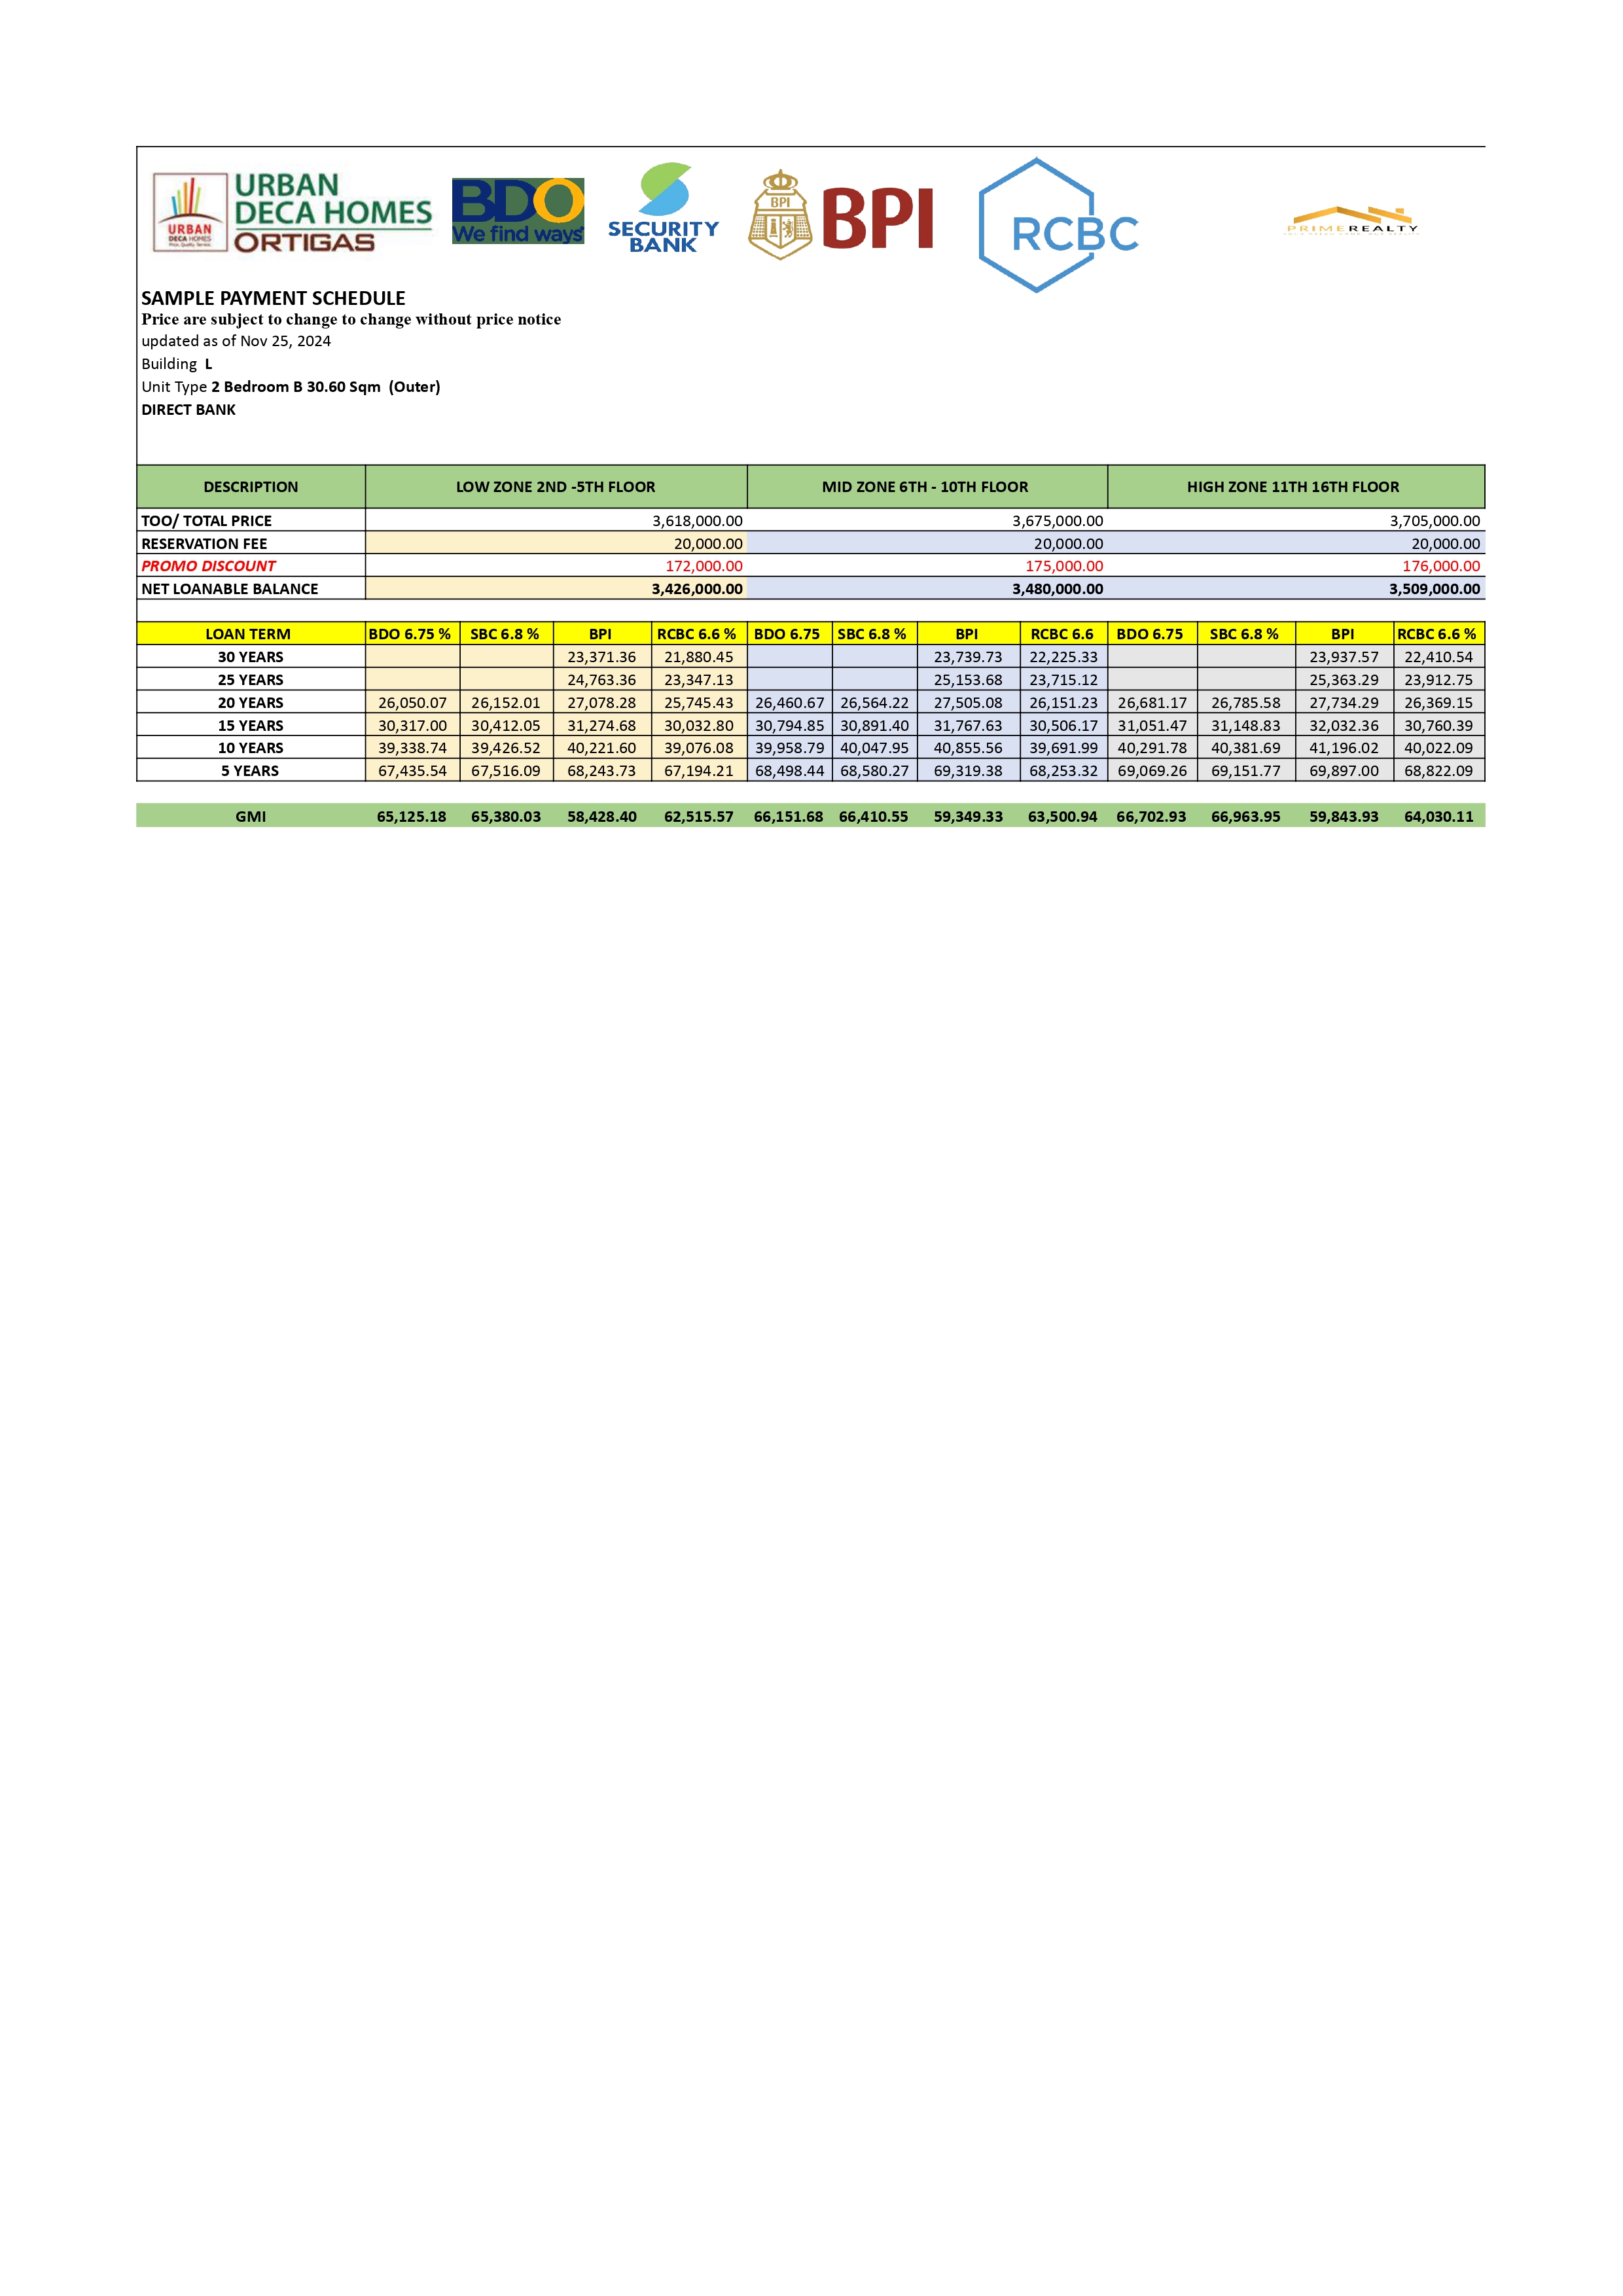 URBAN
DECA HOMES
ORTIGAS
URBAN
DECA HOMES
BDO
We find ways
SECURITY
BANK
BPI
BPI
RCBC
PRIMEREALTY
SAMPLE PAYMENT SCHEDULE
Price are subject to change to change without price notice
updated as of Nov 25, 2024
Building L
Unit Type 2 Bedroom B 30.60 Sqm (Outer)
DIRECT BANK
DESCRIPTION LOW ZONE 2ND -5TH FLOOR MID ZONE 6TH - 10TH FLOOR HIGH ZONE 11TH 16TH FLOOR
TOO/ TOTAL PRICE 3,618,000.00 3,675,000.00 3,705,000.00
RESERVATION FEE 20,000.00 20,000.00 20,000.00
PROMO DISCOUNT 172,000.00 175,000.00 176,000.00
NET LOANABLE BALANCE 3,426,000.00 3,480,000.00 3,509,000.00
LOAN TERM BDO 6.75 % SBC 6.8 % BPI RCBC 6.6 % BDO 6.75 SBC 6.8 % BPI RCBC 6.6 BDO 6.75 SBC 6.8 % BPI RCBC 6.6 %
30 YEARS 23,371.36 21,880.45 23,739.73 22,225.33 23,937.57 22,410.54
25 YEARS 24,763.36 23,347.13 25,153.68 23,715.12 25,363.29 23,912.75
20 YEARS 26,050.07 26,152.01 27,078.28 25,745.43 26,460.67 26,564.22 27,505.08 26,151.23 26,681.17 26,785.58 27,734.29 26,369.15
15 YEARS 30,317.00 30,412.05 31,274.68 30,032.80 30,794.85 30,891.40 31,767.63 30,506.17 31,051.47 31,148.83 32,032.36 30,760.39
10 YEARS 39,338.74 39,426.52 40,221.60 39,076.08 39,958.79 40,047.95 40,855.56 39,691.99 40,291.78 40,381.69 41,196.02 40,022.09
5 YEARS 67,435.54 67,516.09 68,243.73 67,194.21 68,498.44 68,580.27 69,319.38 68,253.32 69,069.26 69,151.77 69,897.00 68,822.09
GMI 65,125.18 65,380.03 58,428.40 62,515.57 66,151.68 66,410.55 59,349.33 63,500.94 66,702.93 66,963.95 59,843.93 64,030.11